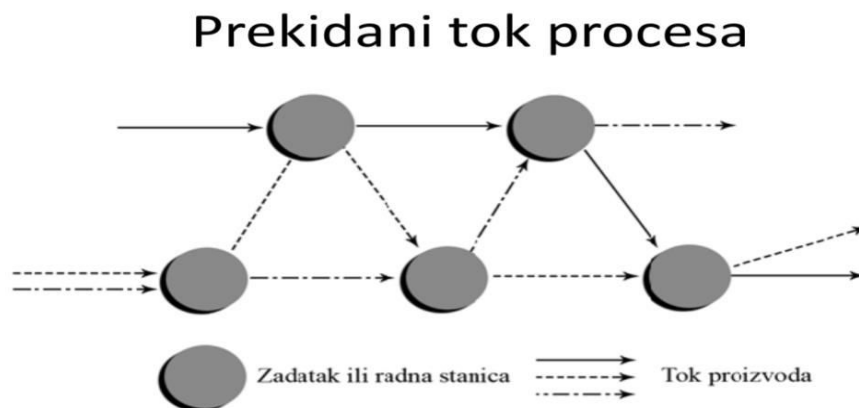 Prekidani tok procesa
Zadatak ili radna stanica
Tok proizvoda